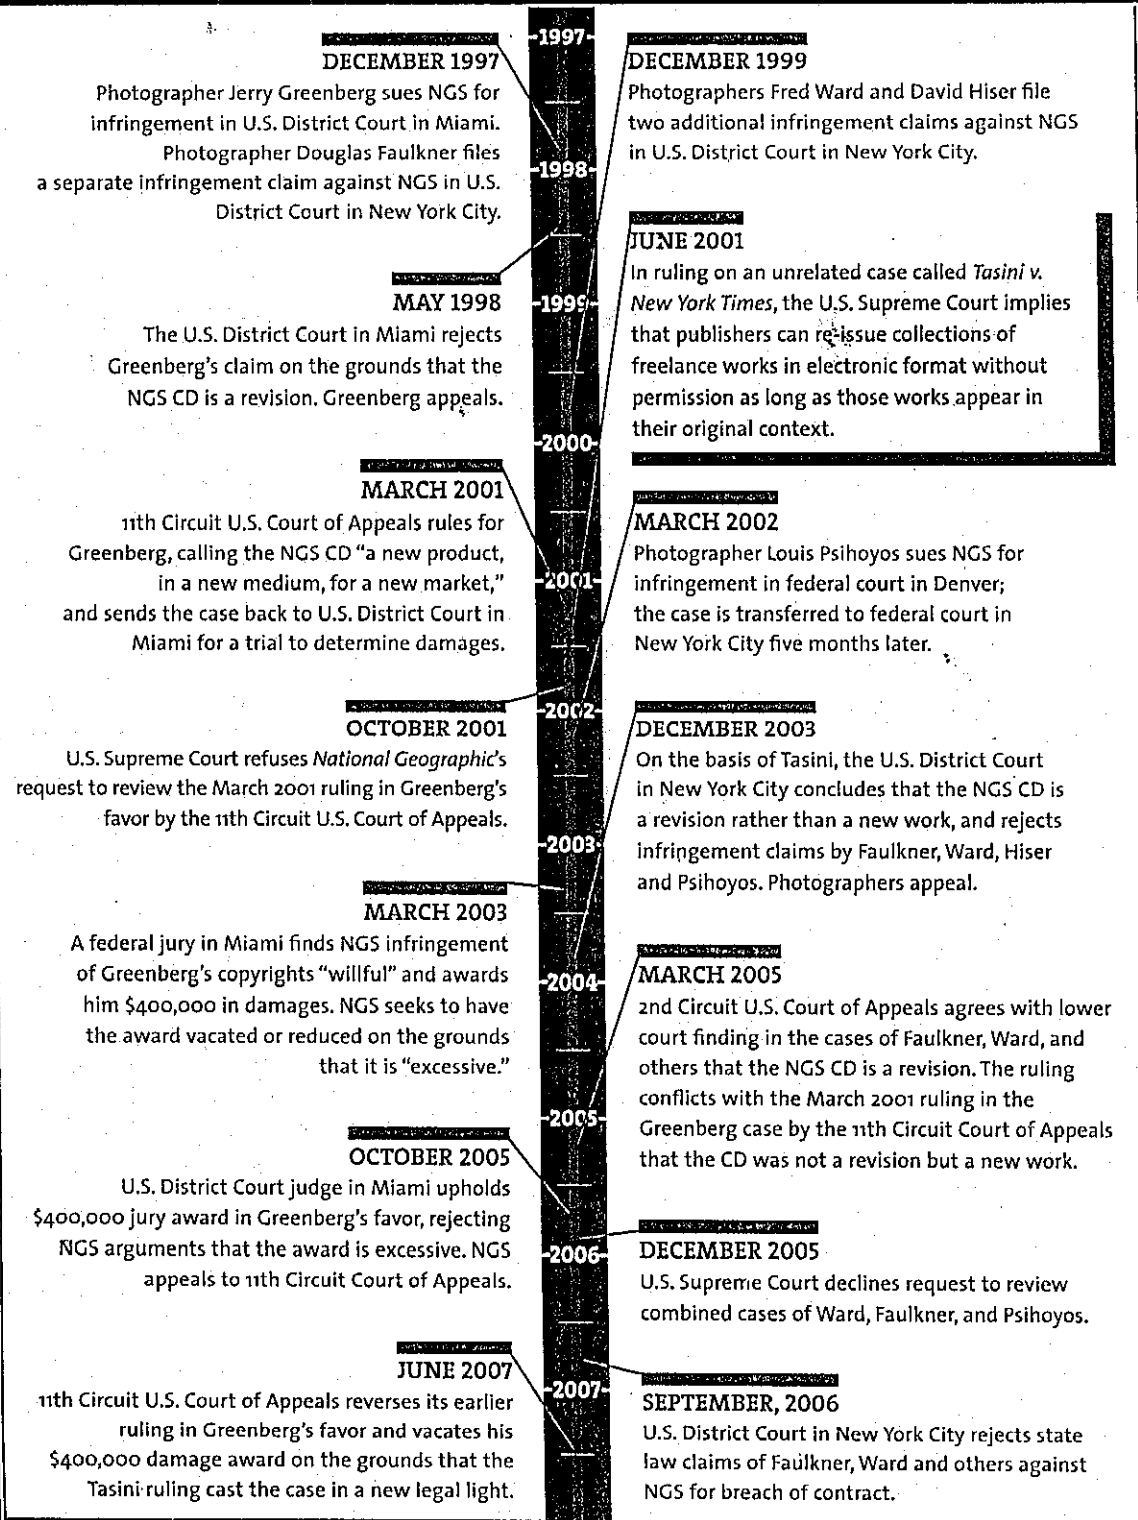 DECEMBER 1997
Photographer Jerry Greenberg sues NGS for
infringement in U.S. District Court in Miami.
Photographer Douglas Faulkner files
a separate infringement claim against NGS in U.S.
District Court in New York City.
MAY 1998
The U.S. District Court in Miami rejects
Greenberg's claim on the grounds that the
NGS CD is a revision. Greenberg appeals.
MARCH 2001
11th Circuit U.S. Court of Appeals rules for
Greenberg, calling the NGS CD "a new product,
in a new medium, for a new market,"
and sends the case back to U.S. District Court in
Miami for a trial to determine damages.
OCTOBER 2001
U.S. Supreme Court refuses National Geographic's
request to review the March 2001 ruling in Greenberg's
favor by the 11th Circuit U.S. Court of Appeals.
MARCH 2003
A federal jury in Miami finds NGS infringement
of Greenberg's copyrights "willful" and awards
him $400,000 in damages. NGS seeks to have
the award vacated or reduced on the grounds
that it is "excessive."
OCTOBER 2005
U.S. District Court judge in Miami upholds
$400,000 jury award in Greenberg's favor, rejecting
NGS arguments that the award is excessive. NGS
appeals to 11th Circuit Court of Appeals.
JUNE 2007
11th Circuit U.S. Court of Appeals reverses its earlier
ruling in Greenberg's favor and vacates his
$400,000 damage award on the grounds that the
Tasini ruling cast the case in a new legal light.
-1997-
-1998-
-1999-
-2000-
-2001-
-2002-
-2003-
-2004-
-2005-
-2006-
-2007-
DECEMBER 1999
Photographers Fred Ward and David Hiser file
two additional infringement claims against NGS
in U.S. District Court in New York City.
JUNE 2001
In ruling on an unrelated case called Tasini v.
New York Times, the U.S. Supreme Court implies
that publishers can re-issue collections of
freelance works in electronic format without
permission as long as those works appear in
their original context.
MARCH 2002
Photographer Louis Psihoyos sues NGS for
infringement in federal court in Denver;
the case is transferred to federal court in
New York City five months later.
DECEMBER 2003
On the basis of Tasini, the U.S. District Court
in New York City concludes that the NGS CD is
a revision rather than a new work, and rejects
infringement claims by Faulkner, Ward, Hiser
and Psihoyos. Photographers appeal.
MARCH 2005
2nd Circuit U.S. Court of Appeals agrees with lower
court finding in the cases of Faulkner, Ward, and
others that the NGS CD is a revision. The ruling
conflicts with the March 2001 ruling in the
Greenberg case by the 11th Circuit Court of Appeals
that the CD was not a revision but a new work.
DECEMBER 2005
U.S. Supreme Court declines request to review
combined cases of Ward, Faulkner, and Psihoyos.
SEPTEMBER, 2006
U.S. District Court in New York City rejects state
law claims of Faulkner, Ward and others against
NGS for breach of contract.